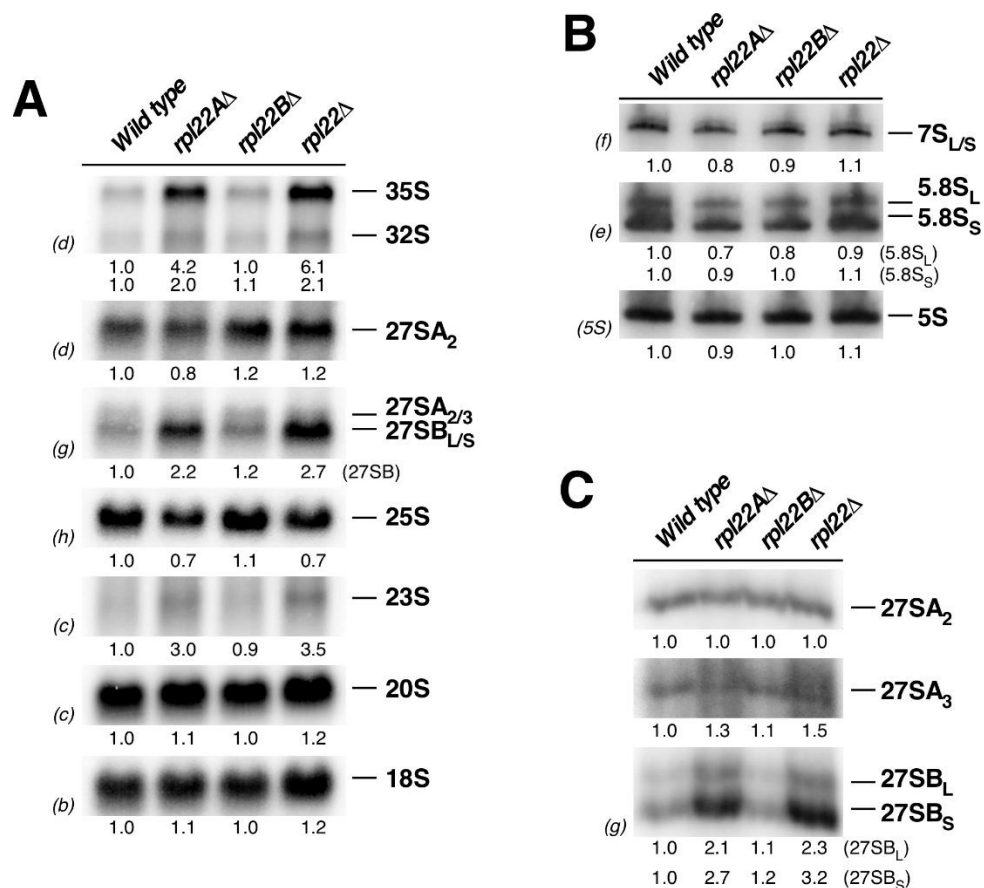 A
Wild type rpl22AΔ rpl22BΔ rpl22Δ
35S
32S
(d)
1.0 4.2 1.0 6.1
1.0 2.0 1.1 2.1
27SA2
(d)
1.0 0.8 1.2 1.2
27SA2/3
27SBL/S
(g)
1.0 2.2 1.2 2.7 (27SB)
25S
(h)
1.0 0.7 1.1 0.7
23S
(c)
1.0 3.0 0.9 3.5
20S
(c)
1.0 1.1 1.0 1.2
18S
(b)
1.0 1.1 1.0 1.2
B
Wild type rpl22AΔ rpl22BΔ rpl22Δ
(f) 7SL/S
1.0 0.8 0.9 1.1
5.8SL
5.8SS
(e)
1.0 0.7 0.8 0.9 (5.8SL)
1.0 0.9 1.0 1.1 (5.8SS)
5S
(5S)
1.0 0.9 1.0 1.1
C
Wild type rpl22AΔ rpl22BΔ rpl22Δ
27SA2
1.0 1.0 1.0 1.0
27SA3
1.0 1.3 1.1 1.5
27SBL
27SBS
(g)
1.0 2.1 1.1 2.3 (27SBL)
1.0 2.7 1.2 3.2 (27SBS)